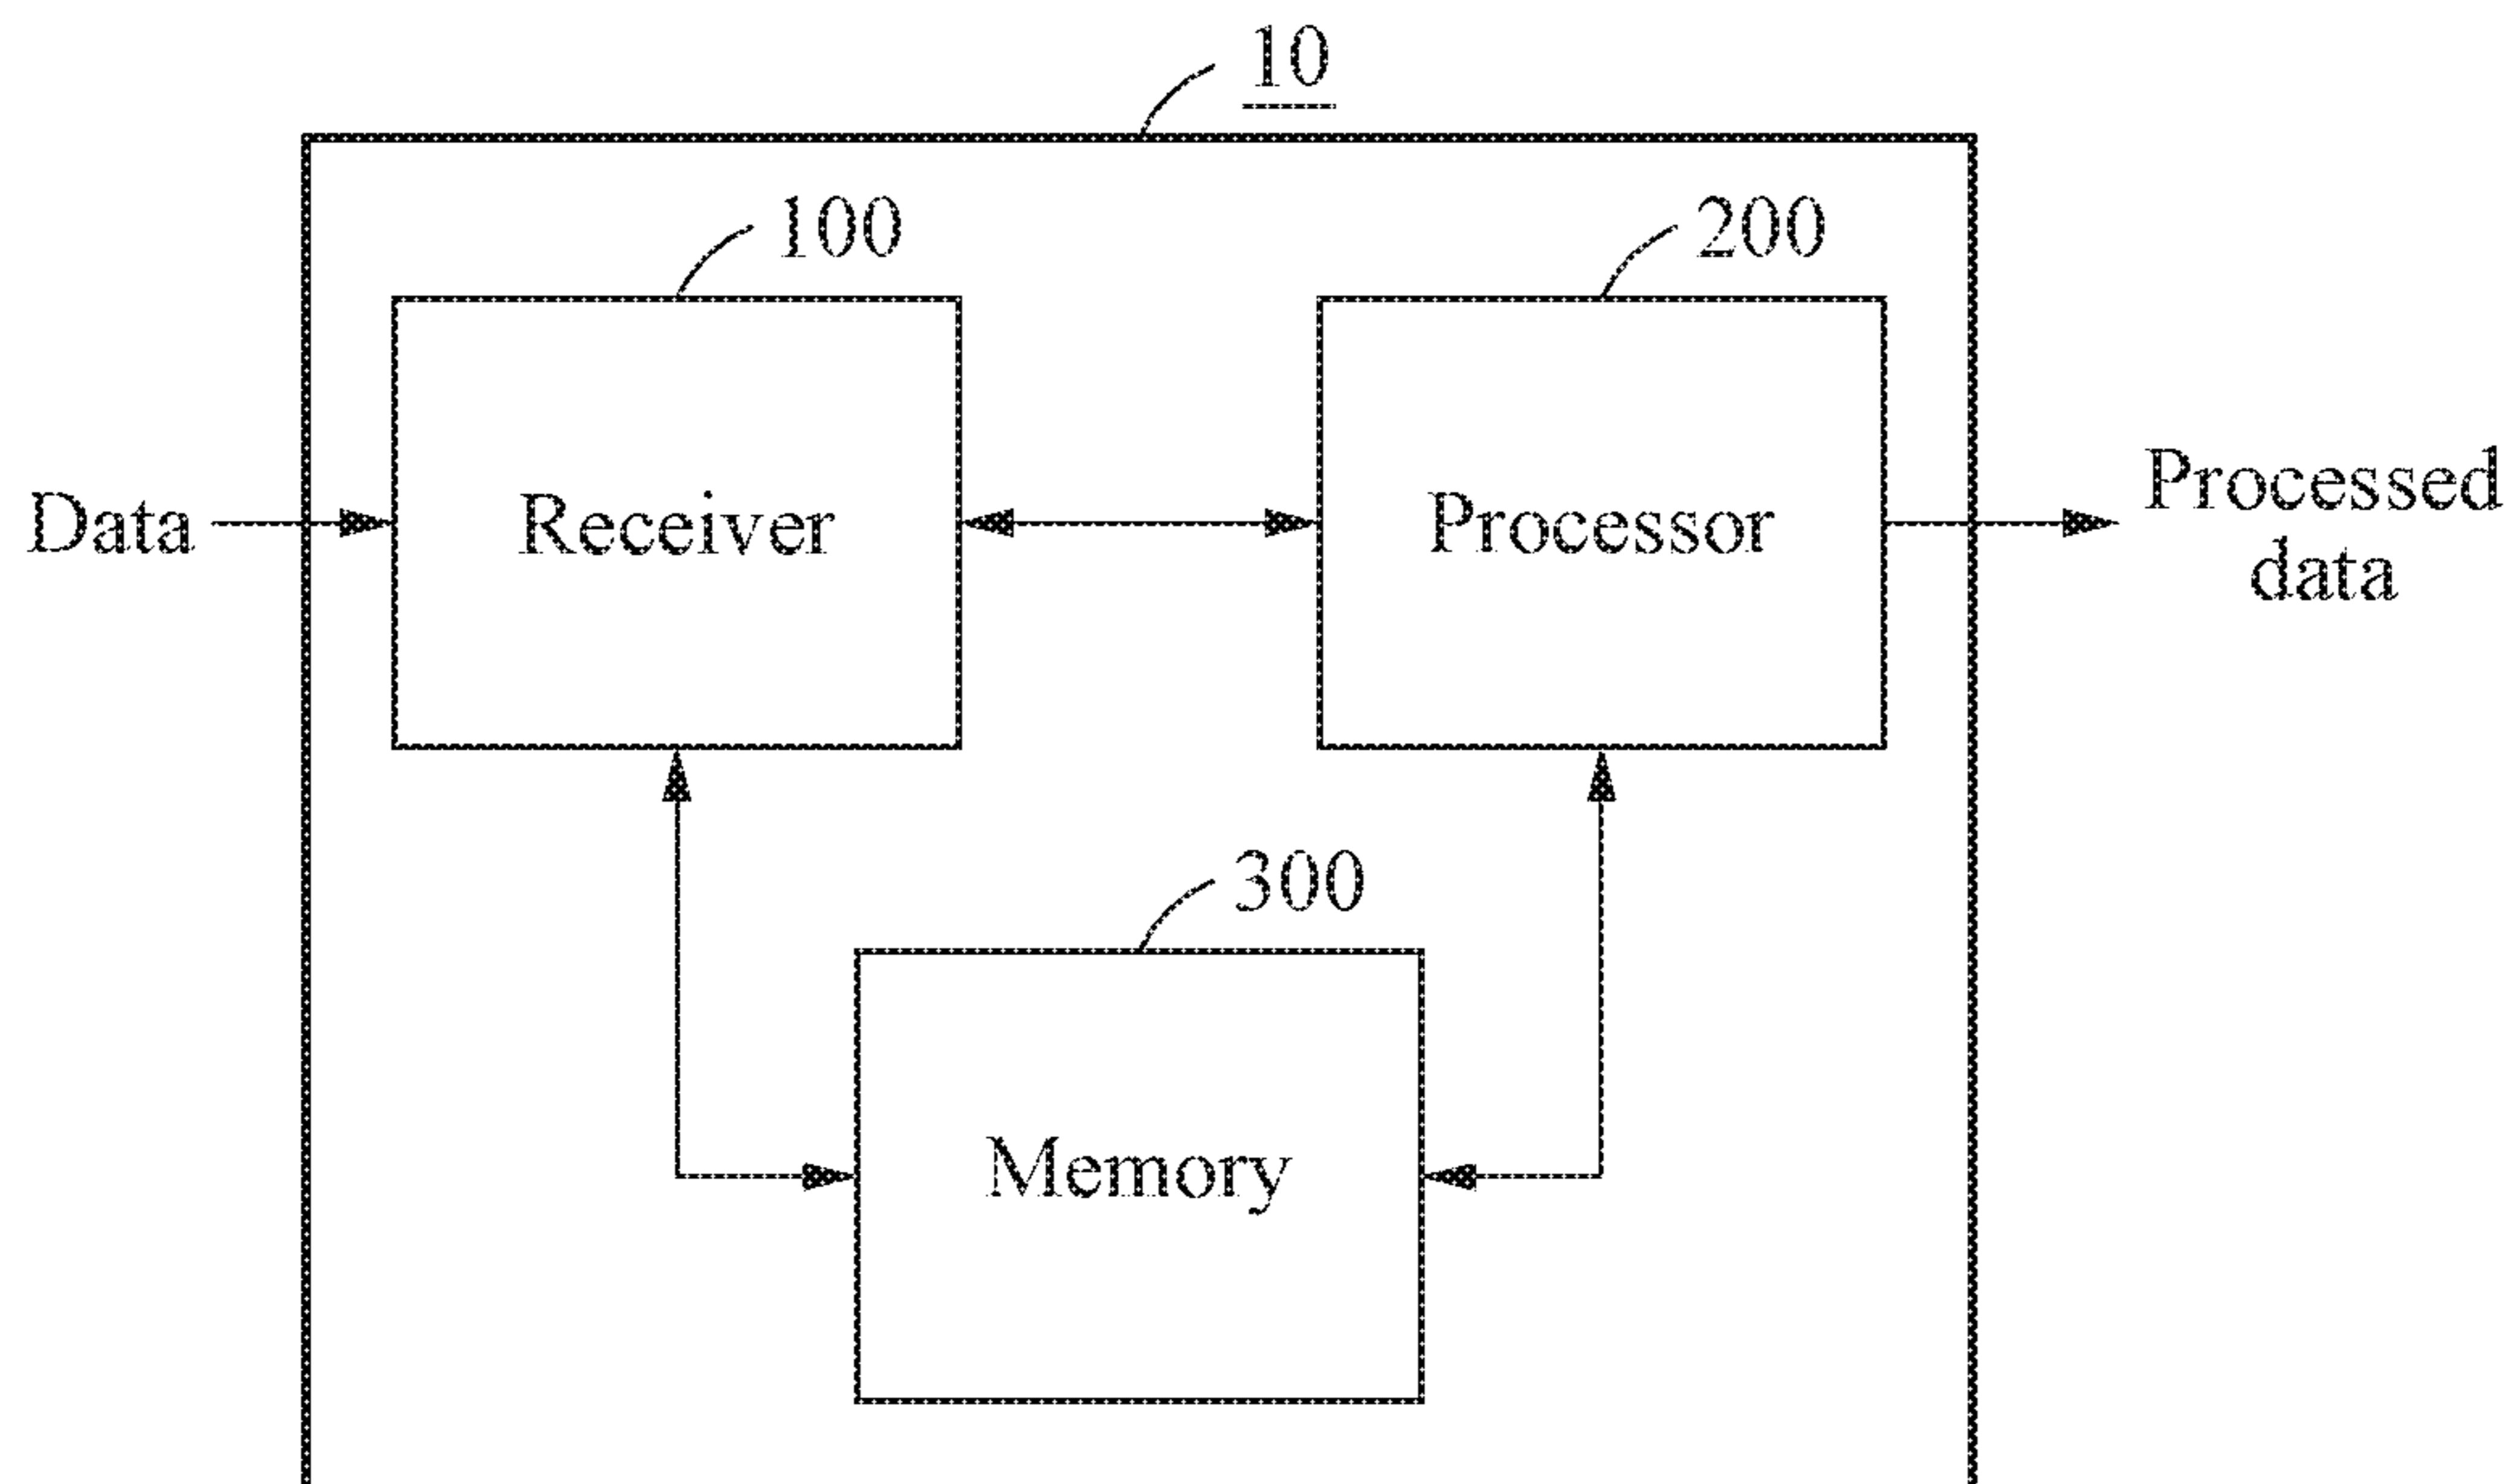 10
100
200
Data
Receiver
Processor
Processed
data
300
Memory